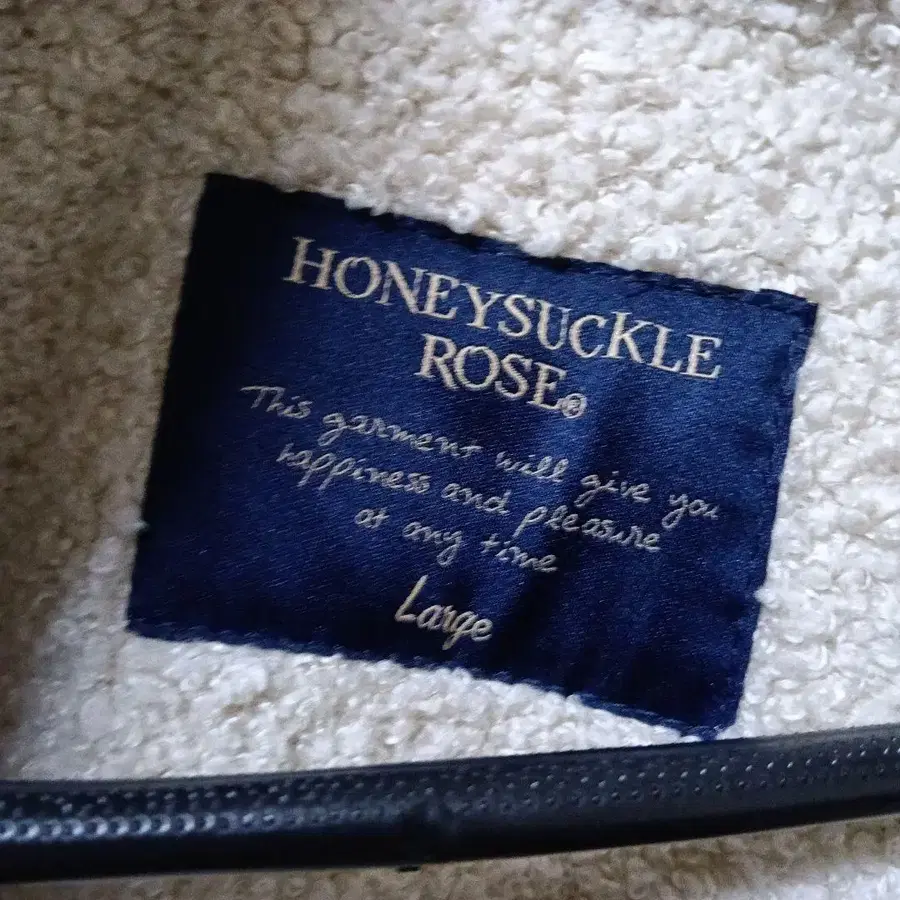 HONEYSUCKLE
ROSE®
This garment will give you
happiness and pleasure
at any time
Large